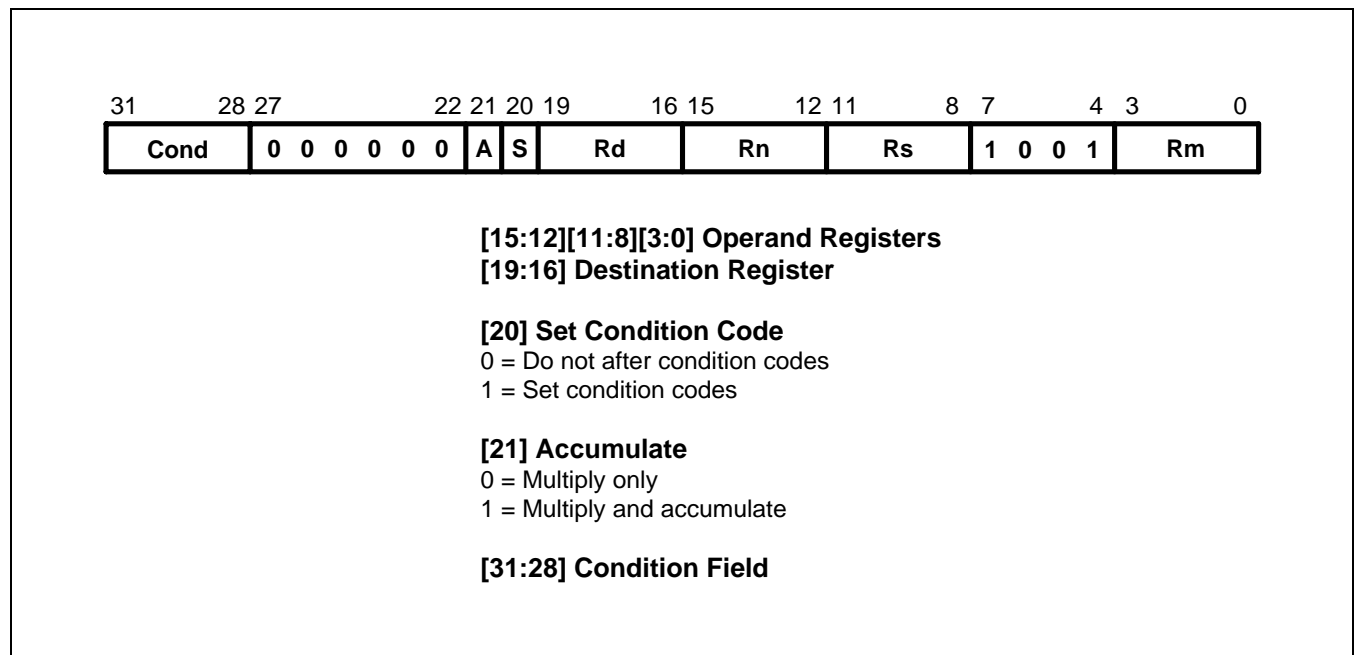 31 28 27 22 21 20 19 16 15 12 11 8 7 4 3 0
Cond 0 0 0 0 0 0 A S Rd Rn Rs 1 0 0 1 Rm
[15:12][11:8][3:0] Operand Registers
[19:16] Destination Register
[20] Set Condition Code
0 = Do not after condition codes
1 = Set condition codes
[21] Accumulate
0 = Multiply only
1 = Multiply and accumulate
[31:28] Condition Field